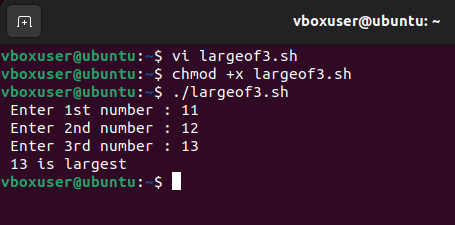 vboxuser@ubuntu: ~
vboxuser@ubuntu:~$ vi largeof3.sh
vboxuser@ubuntu:~$ chmod +x largeof3.sh
vboxuser@ubuntu:~$ ./largeof3.sh
Enter 1st number : 11
Enter 2nd number : 12
Enter 3rd number : 13
13 is largest
vboxuser@ubuntu:~$